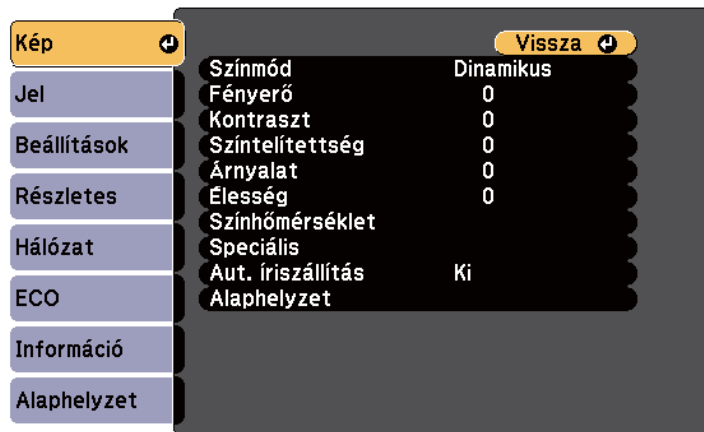 Kép
Jel
Beállítások
Részletes
Hálózat
ECO
Információ
Alaphelyzet
Vissza
Színmód Dinamikus
Fényerő 0
Kontraszt 0
Színtelítettség 0
Árnyalat 0
Élesség 0
Színhőmérséklet
Speciális
Aut. íriszállítás Ki
Alaphelyzet